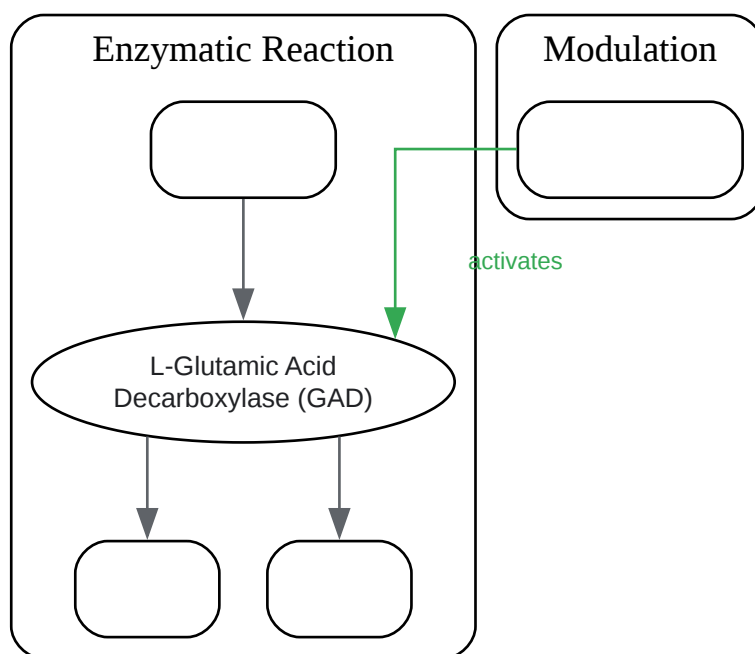 Enzymatic Reaction
Modulation
activates
L-Glutamic Acid
Decarboxylase (GAD)